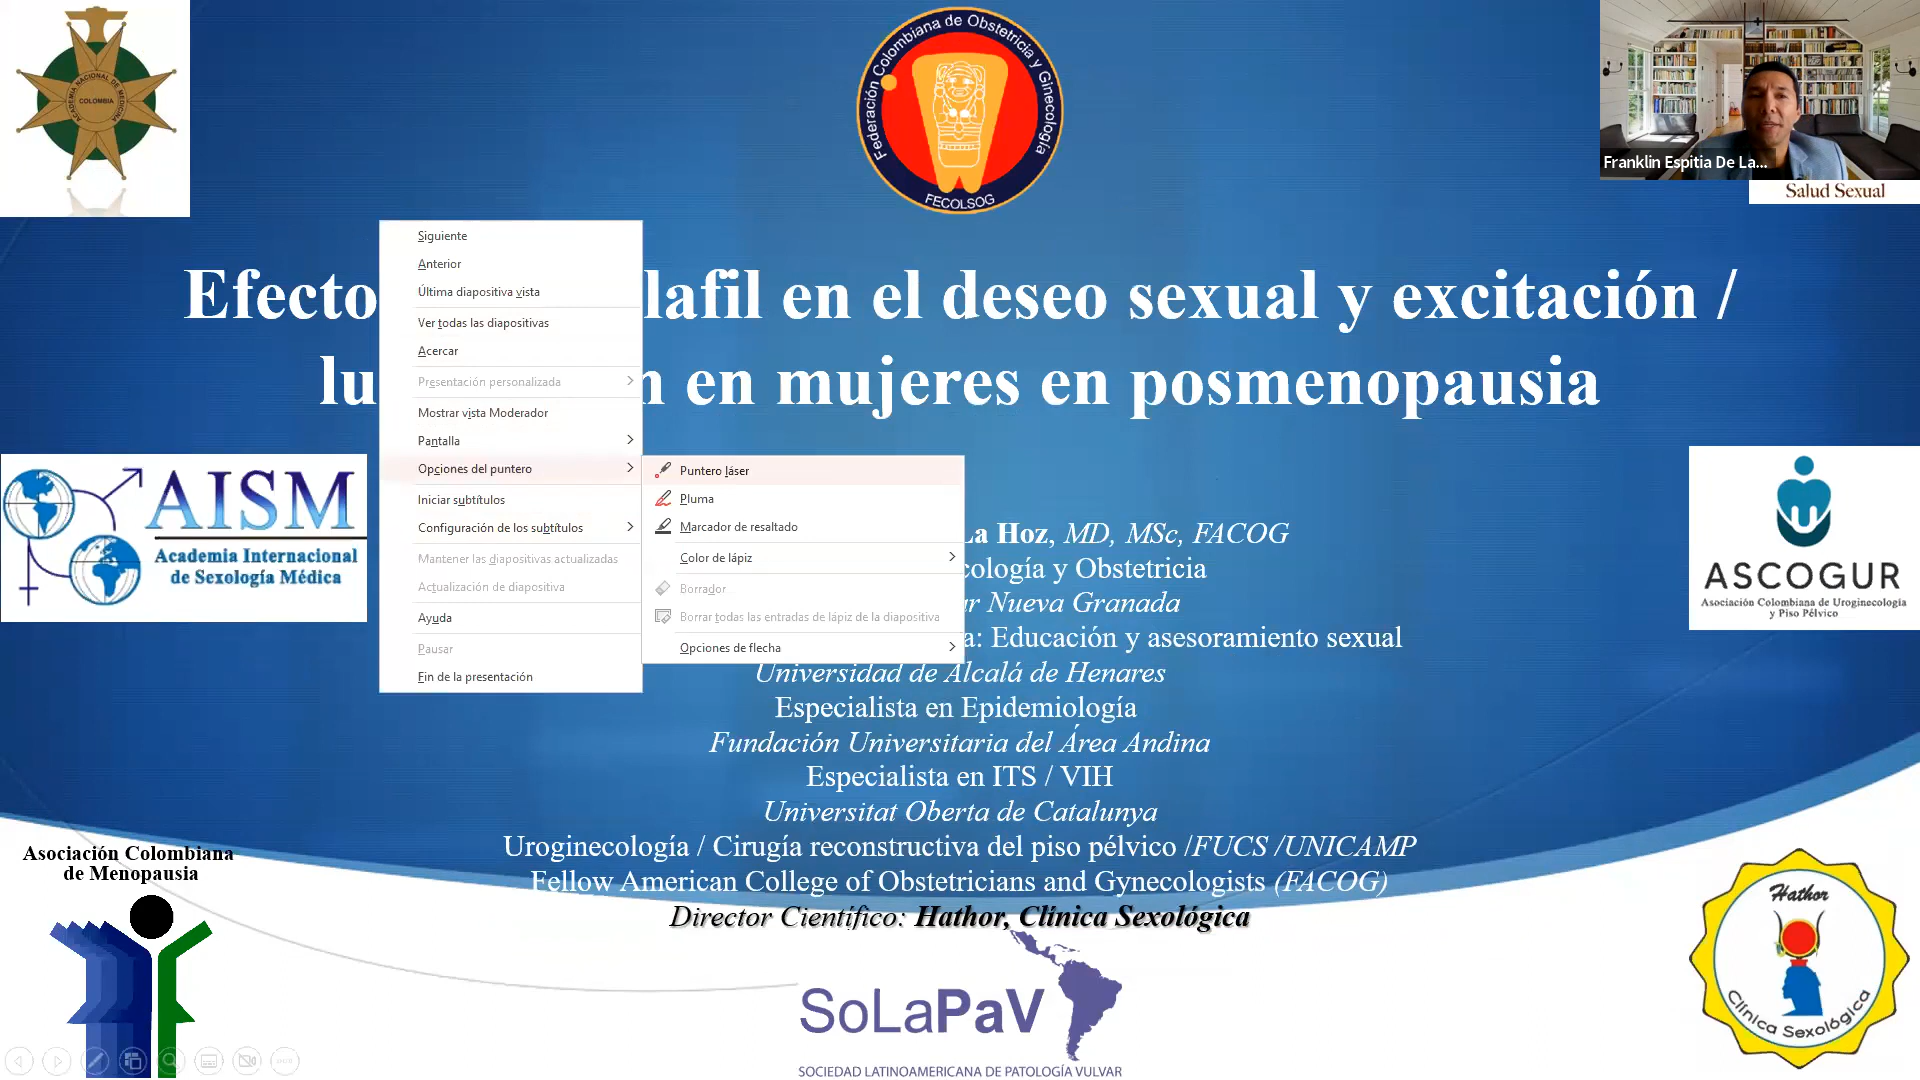 ACADEMIA NACIONAL DE MEDICINA
COLOMBIA
Federación Colombiana de Obstetricia y Ginecología
FECOLSOG
Franklin Espitia De La...
Salud Sexual
Efecto lafil en el deseo sexual y excitación /
lu n en mujeres en posmenopausia
Siguiente
Anterior
Última diapositiva vista
Ver todas las diapositivas
Acercar
Presentación personalizada
Mostrar vista Moderador
Pantalla
Opciones del puntero
Iniciar subtítulos
Configuración de los subtítulos
Mantener las diapositivas actualizadas
Actualización de diapositiva
Ayuda
Pausar
Fin de la presentación
Puntero láser
Pluma
Marcador de resaltado
Color de lápiz
Borrador
Borrar todas las entradas de lápiz de la diapositiva
Opciones de flecha
AISM
Academia Internacional
de Sexología Médica
La Hoz, MD, MSc, FACOG
cología y Obstetricia
ar Nueva Granada
a: Educación y asesoramiento sexual
Universidad de Alcalá de Henares
Especialista en Epidemiología
Fundación Universitaria del Área Andina
Especialista en ITS / VIH
Universitat Oberta de Catalunya
Uroginecología / Cirugía reconstructiva del piso pélvico /FUCS /UNICAMP
Fellow American College of Obstetricians and Gynecologists (FACOG)
Director Científico: Hathor, Clínica Sexológica
ASCOGUR
Asociación Colombiana de Uroginecología
y Piso Pélvico
Asociación Colombiana
de Menopausia
SoLaPaV
SOCIEDAD LATINOAMERICANA DE PATOLOGÍA VULVAR
Hathor
Clínica Sexológica